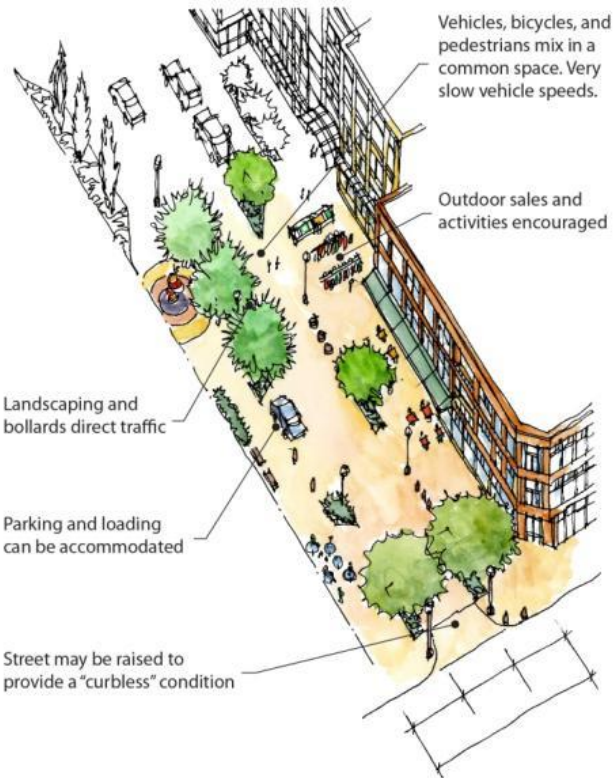 Vehicles, bicycles, and
pedestrians mix in a
common space. Very
slow vehicle speeds.
Outdoor sales and
activities encouraged
Landscaping and
bollards direct traffic
Parking and loading
can be accommodated
Street may be raised to
provide a “curbless” condition